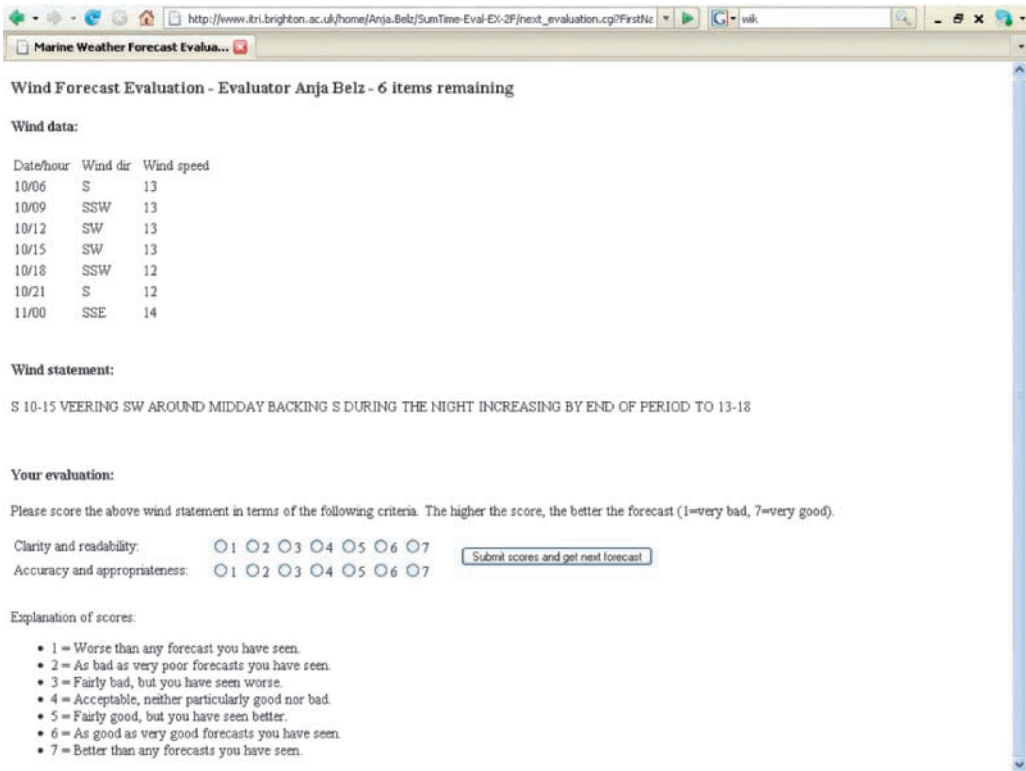 http://www.itri.brighton.ac.uk/home/Anja.Belz/SumTime-Eval-EX-2F/next_evaluation.cgi?FirstNa
wik
Marine Weather Forecast Evalua...
Wind Forecast Evaluation - Evaluator Anja Belz - 6 items remaining
Wind data:
Date/hour Wind dir Wind speed
10/06 S 13
10/09 SSW 13
10/12 SW 13
10/15 SW 13
10/18 SSW 12
10/21 S 12
11/00 SSE 14
Wind statement:
S 10-15 VEERING SW AROUND MIDDAY BACKING S DURING THE NIGHT INCREASING BY END OF PERIOD TO 13-18
Your evaluation:
Please score the above wind statement in terms of the following criteria. The higher the score, the better the forecast (1=very bad, 7=very good).
Clarity and readability: 1 2 3 4 5 6 7
Submit scores and get next forecast
Accuracy and appropriateness: 1 2 3 4 5 6 7
Explanation of scores:
• 1 = Worse than any forecast you have seen.
• 2 = As bad as very poor forecasts you have seen.
• 3 = Fairly bad, but you have seen worse.
• 4 = Acceptable, neither particularly good nor bad.
• 5 = Fairly good, but you have seen better.
• 6 = As good as very good forecasts you have seen.
• 7 = Better than any forecasts you have seen.